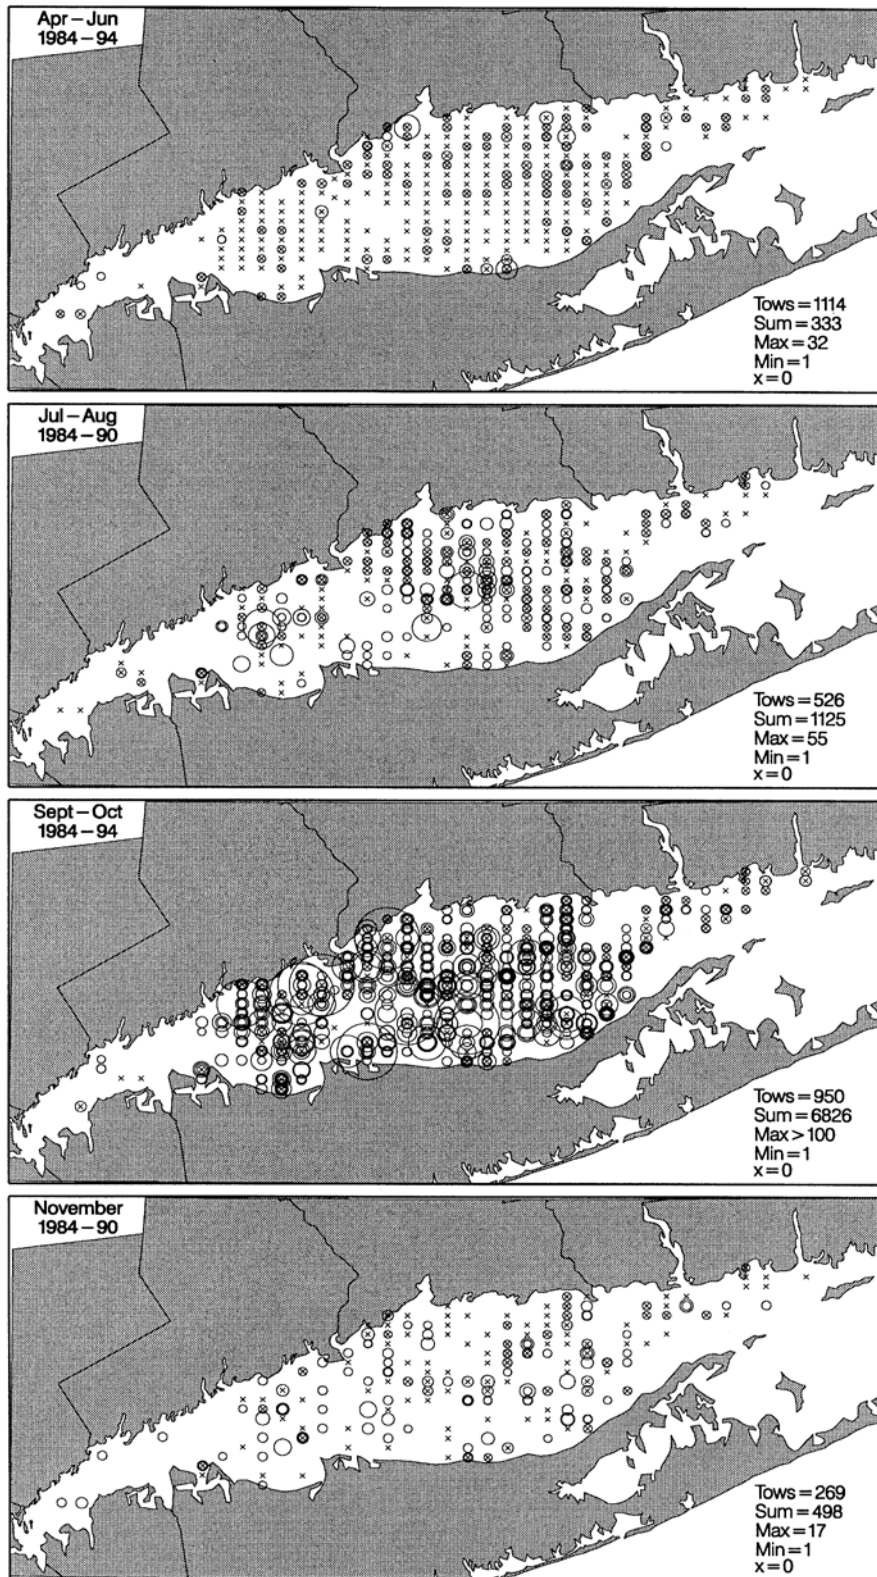 Apr–Jun
1984–94
Tows=1114
Sum=333
Max=32
Min=1
x=0
Jul–Aug
1984–90
Tows=526
Sum=1125
Max=55
Min=1
x=0
Sept–Oct
1984–94
Tows=950
Sum=6826
Max>100
Min=1
x=0
November
1984–90
Tows=269
Sum=498
Max=17
Min=1
x=0